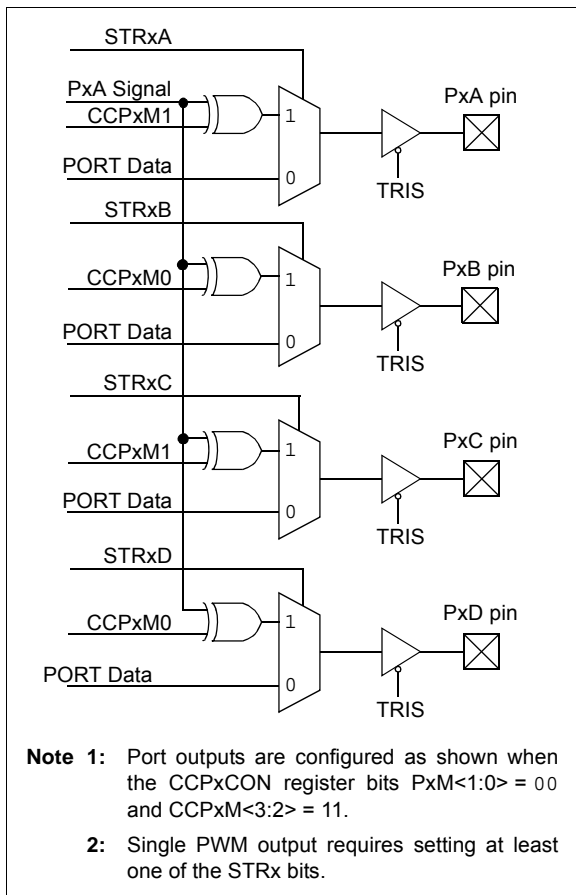 STRxA
PxA Signal
CCPxM1
1
PxA pin
PORT Data
0
TRIS
STRxB
CCPxM0
1
PxB pin
PORT Data
0
TRIS
STRxC
CCPxM1
1
PxC pin
PORT Data
0
TRIS
STRxD
CCPxM0
1
PxD pin
PORT Data
0
TRIS
Note 1: Port outputs are configured as shown when
the CCPxCON register bits PxM<1:0> = 00
and CCPxM<3:2> = 11.
2: Single PWM output requires setting at least
one of the STRx bits.